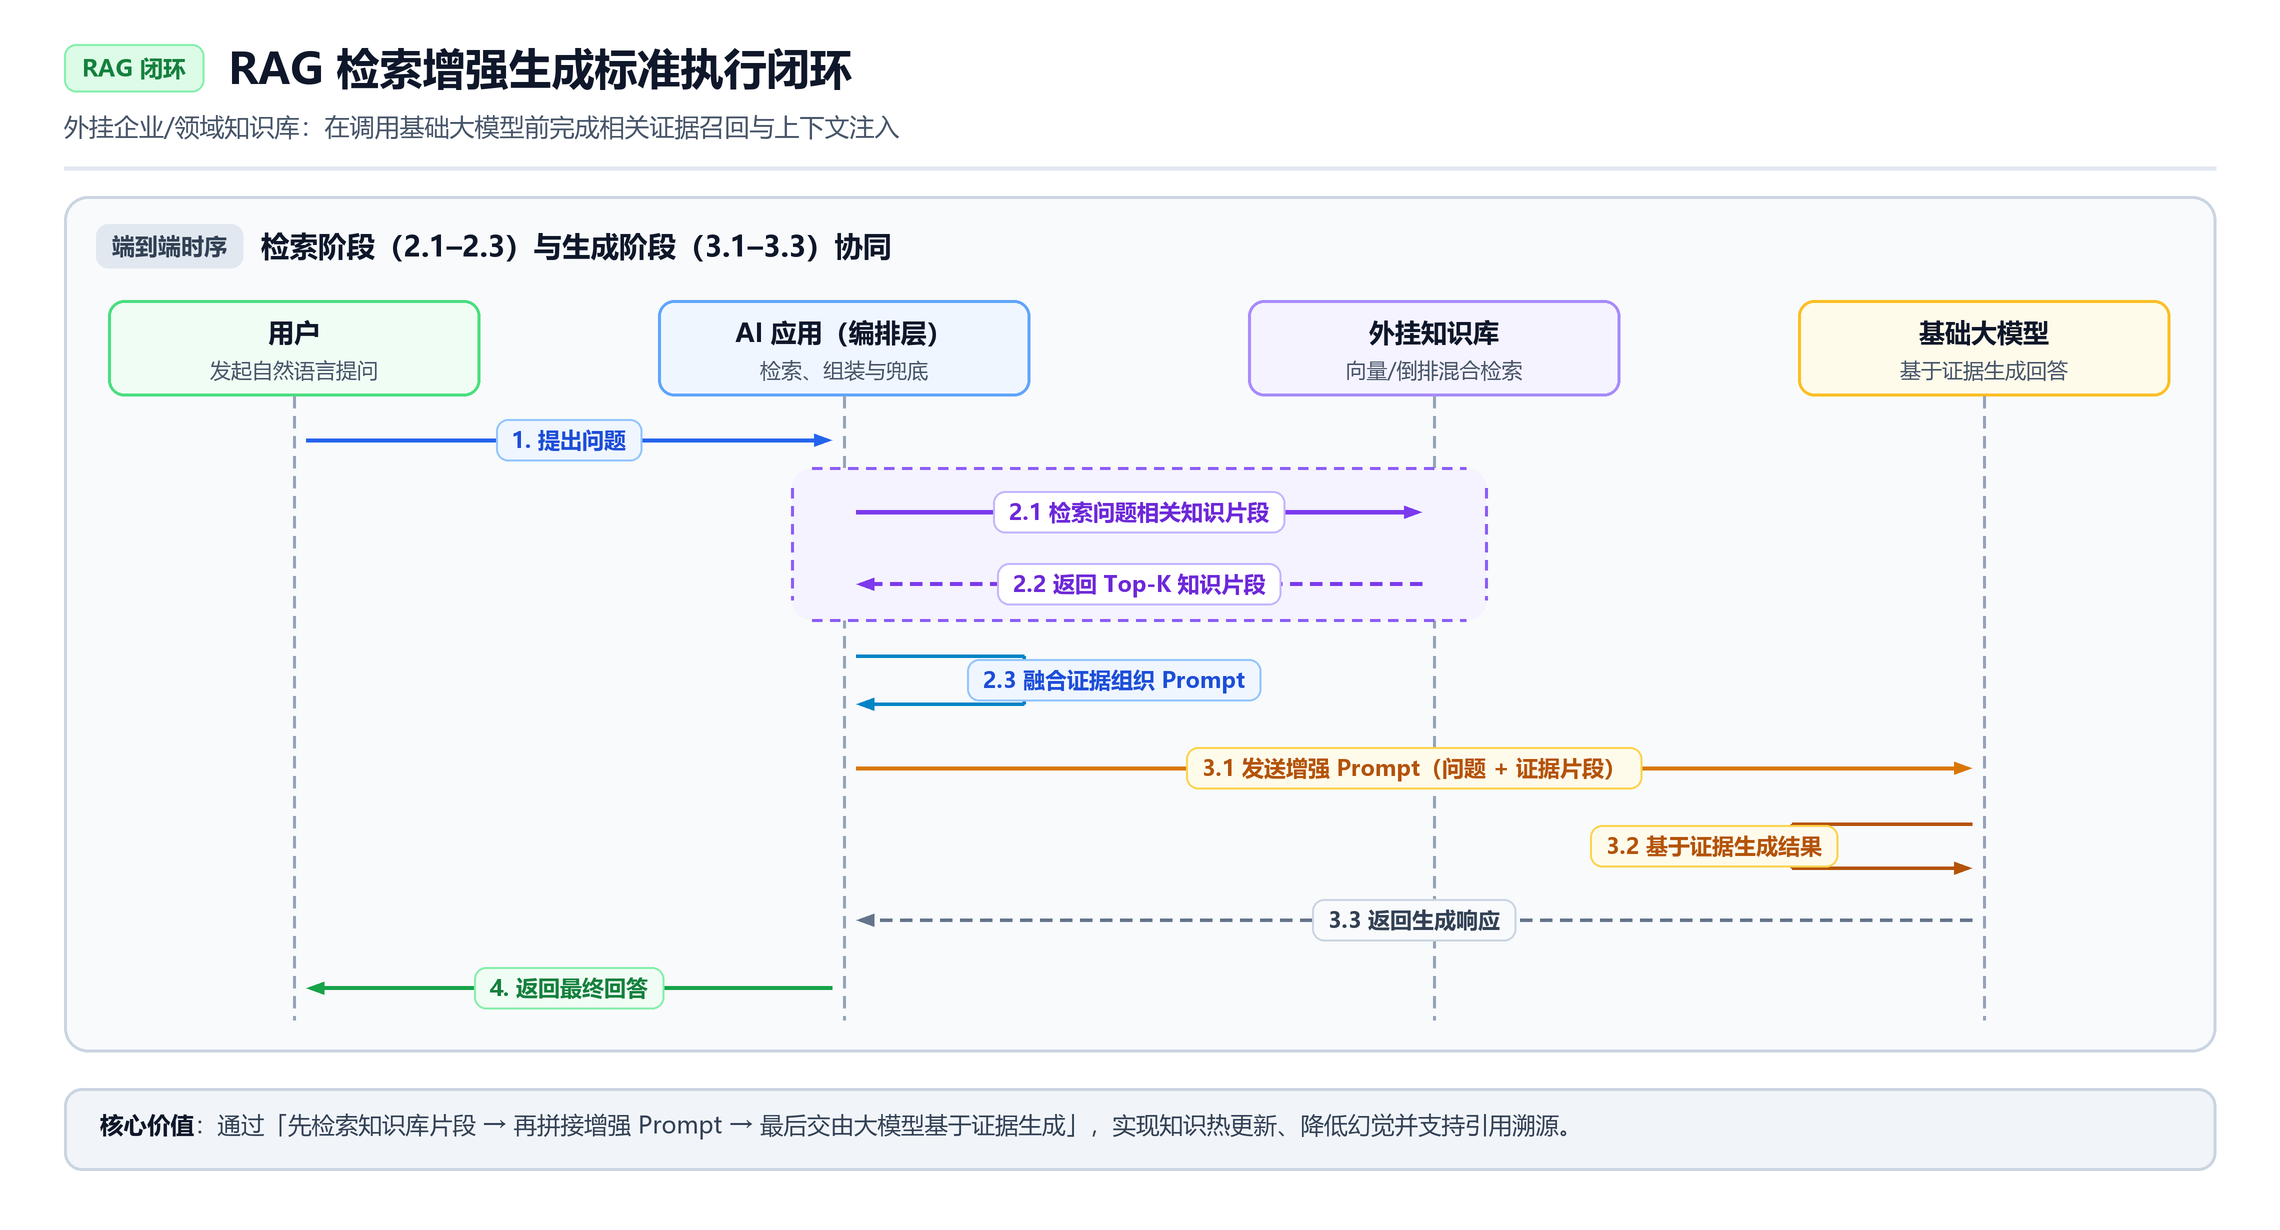 RAG 闭环
RAG 检索增强生成标准执行闭环
外挂企业/领域知识库：在调用基础大模型前完成相关证据召回与上下文注入
端到端时序
检索阶段（2.1–2.3）与生成阶段（3.1–3.3）协同
用户
发起自然语言提问
AI 应用（编排层）
检索、组装与兜底
外挂知识库
向量/倒排混合检索
基础大模型
基于证据生成回答
1. 提出问题
2.1 检索问题相关知识片段
2.2 返回 Top-K 知识片段
2.3 融合证据组织 Prompt
3.1 发送增强 Prompt（问题 + 证据片段）
3.2 基于证据生成结果
3.3 返回生成响应
4. 返回最终回答
核心价值：通过「先检索知识库片段 → 再拼接增强 Prompt → 最后交由大模型基于证据生成」，实现知识热更新、降低幻觉并支持引用溯源。